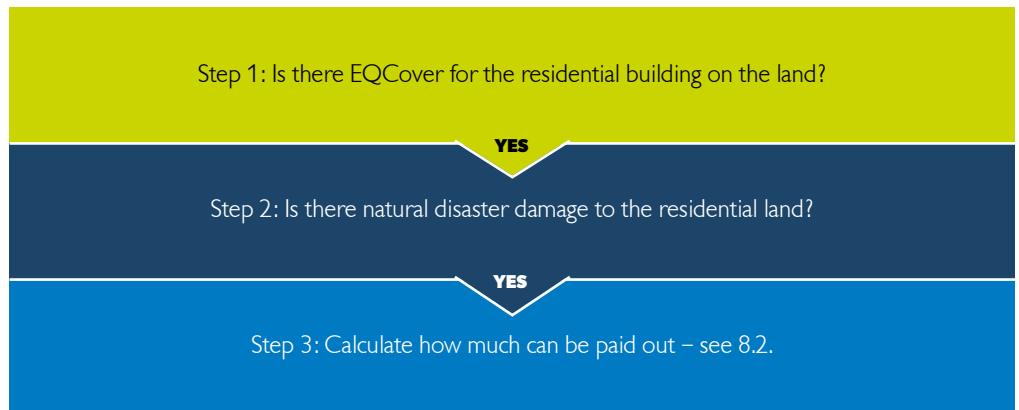 Step 1: Is there EQCover for the residential building on the land?
YES
Step 2: Is there natural disaster damage to the residential land?
YES
Step 3: Calculate how much can be paid out – see 8.2.